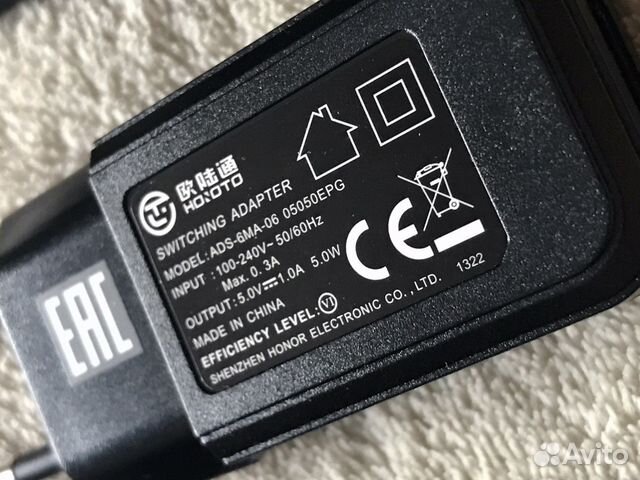 欧陆通
HONOTO
SWITCHING ADAPTER
MODEL: ADS-6MA-06 05050EPG
INPUT : 100-240V~ 50/60Hz
Max. 0.3A
OUTPUT: 5.0V⎓1.0A 5.0W
MADE IN CHINA
EFFICIENCY LEVEL: VI
SHENZHEN HONOR ELECTRONIC CO., LTD.
1322
CE
EAC
Avito